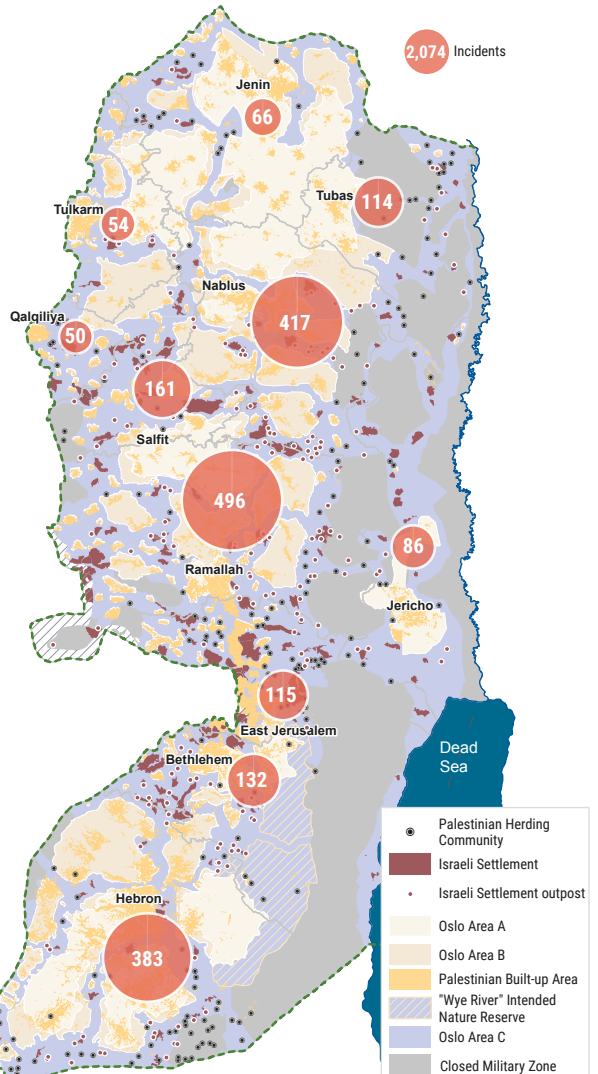 2,074 Incidents
Jenin
66
Tubas
114
Tulkarm
54
Nablus
417
Qalqiliya
50
161
Salfit
496
86
Ramallah
Jericho
115
East Jerusalem
Bethlehem
132
Dead
Sea
Hebron
383
Palestinian Herding
Community
Israeli Settlement
Israeli Settlement outpost
Oslo Area A
Oslo Area B
Palestinian Built-up Area
"Wye River" Intended
Nature Reserve
Oslo Area C
Closed Military Zone